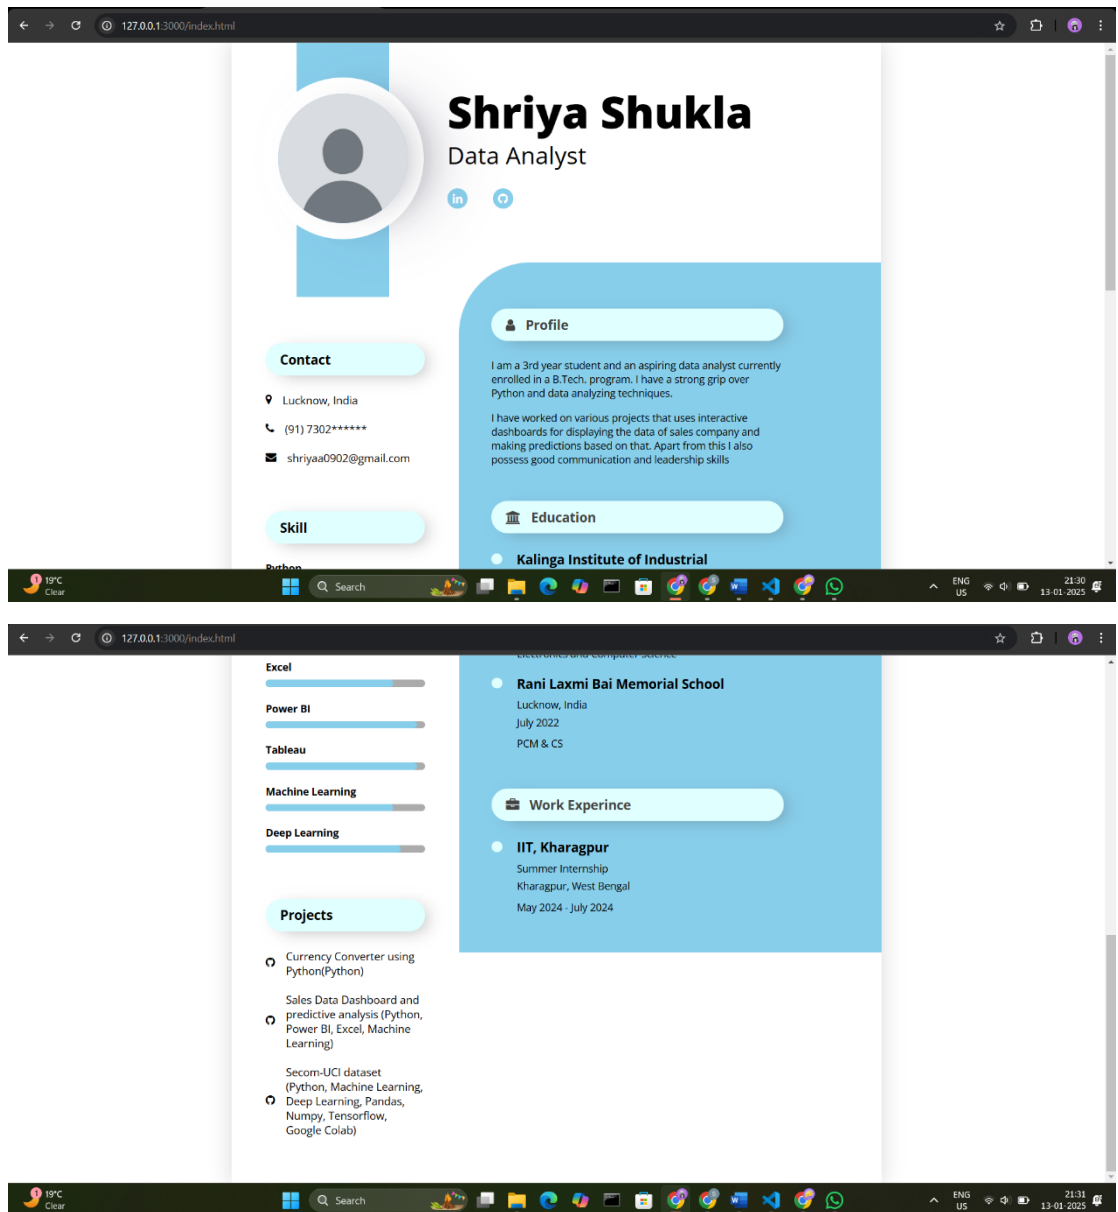 127.0.0.1:3000/index.html
Shriya Shukla
Data Analyst
in
Contact
Lucknow, India
(91) 7302******
shriyaa0902@gmail.com
Skill
Python
Profile
I am a 3rd year student and an aspiring data analyst currently
enrolled in a B.Tech. program. I have a strong grip over
Python and data analyzing techniques.
I have worked on various projects that uses interactive
dashboards for displaying the data of sales company and
making predictions based on that. Apart from this I also
possess good communication and leadership skills
Education
Kalinga Institute of Industrial
1
19°C
Clear
Search
ENG
US
21:30
13-01-2025
127.0.0.1:3000/index.html
Excel
Power BI
Tableau
Machine Learning
Deep Learning
Projects
Currency Converter using
Python(Python)
Sales Data Dashboard and
predictive analysis (Python,
Power BI, Excel, Machine
Learning)
Secom-UCI dataset
(Python, Machine Learning,
Deep Learning, Pandas,
Numpy, Tensorflow,
Google Colab)
Electronics and Computer Science
Rani Laxmi Bai Memorial School
Lucknow, India
July 2022
PCM & CS
Work Experince
IIT, Kharagpur
Summer Internship
Kharagpur, West Bengal
May 2024 - July 2024
1
19°C
Clear
Search
ENG
US
21:31
13-01-2025